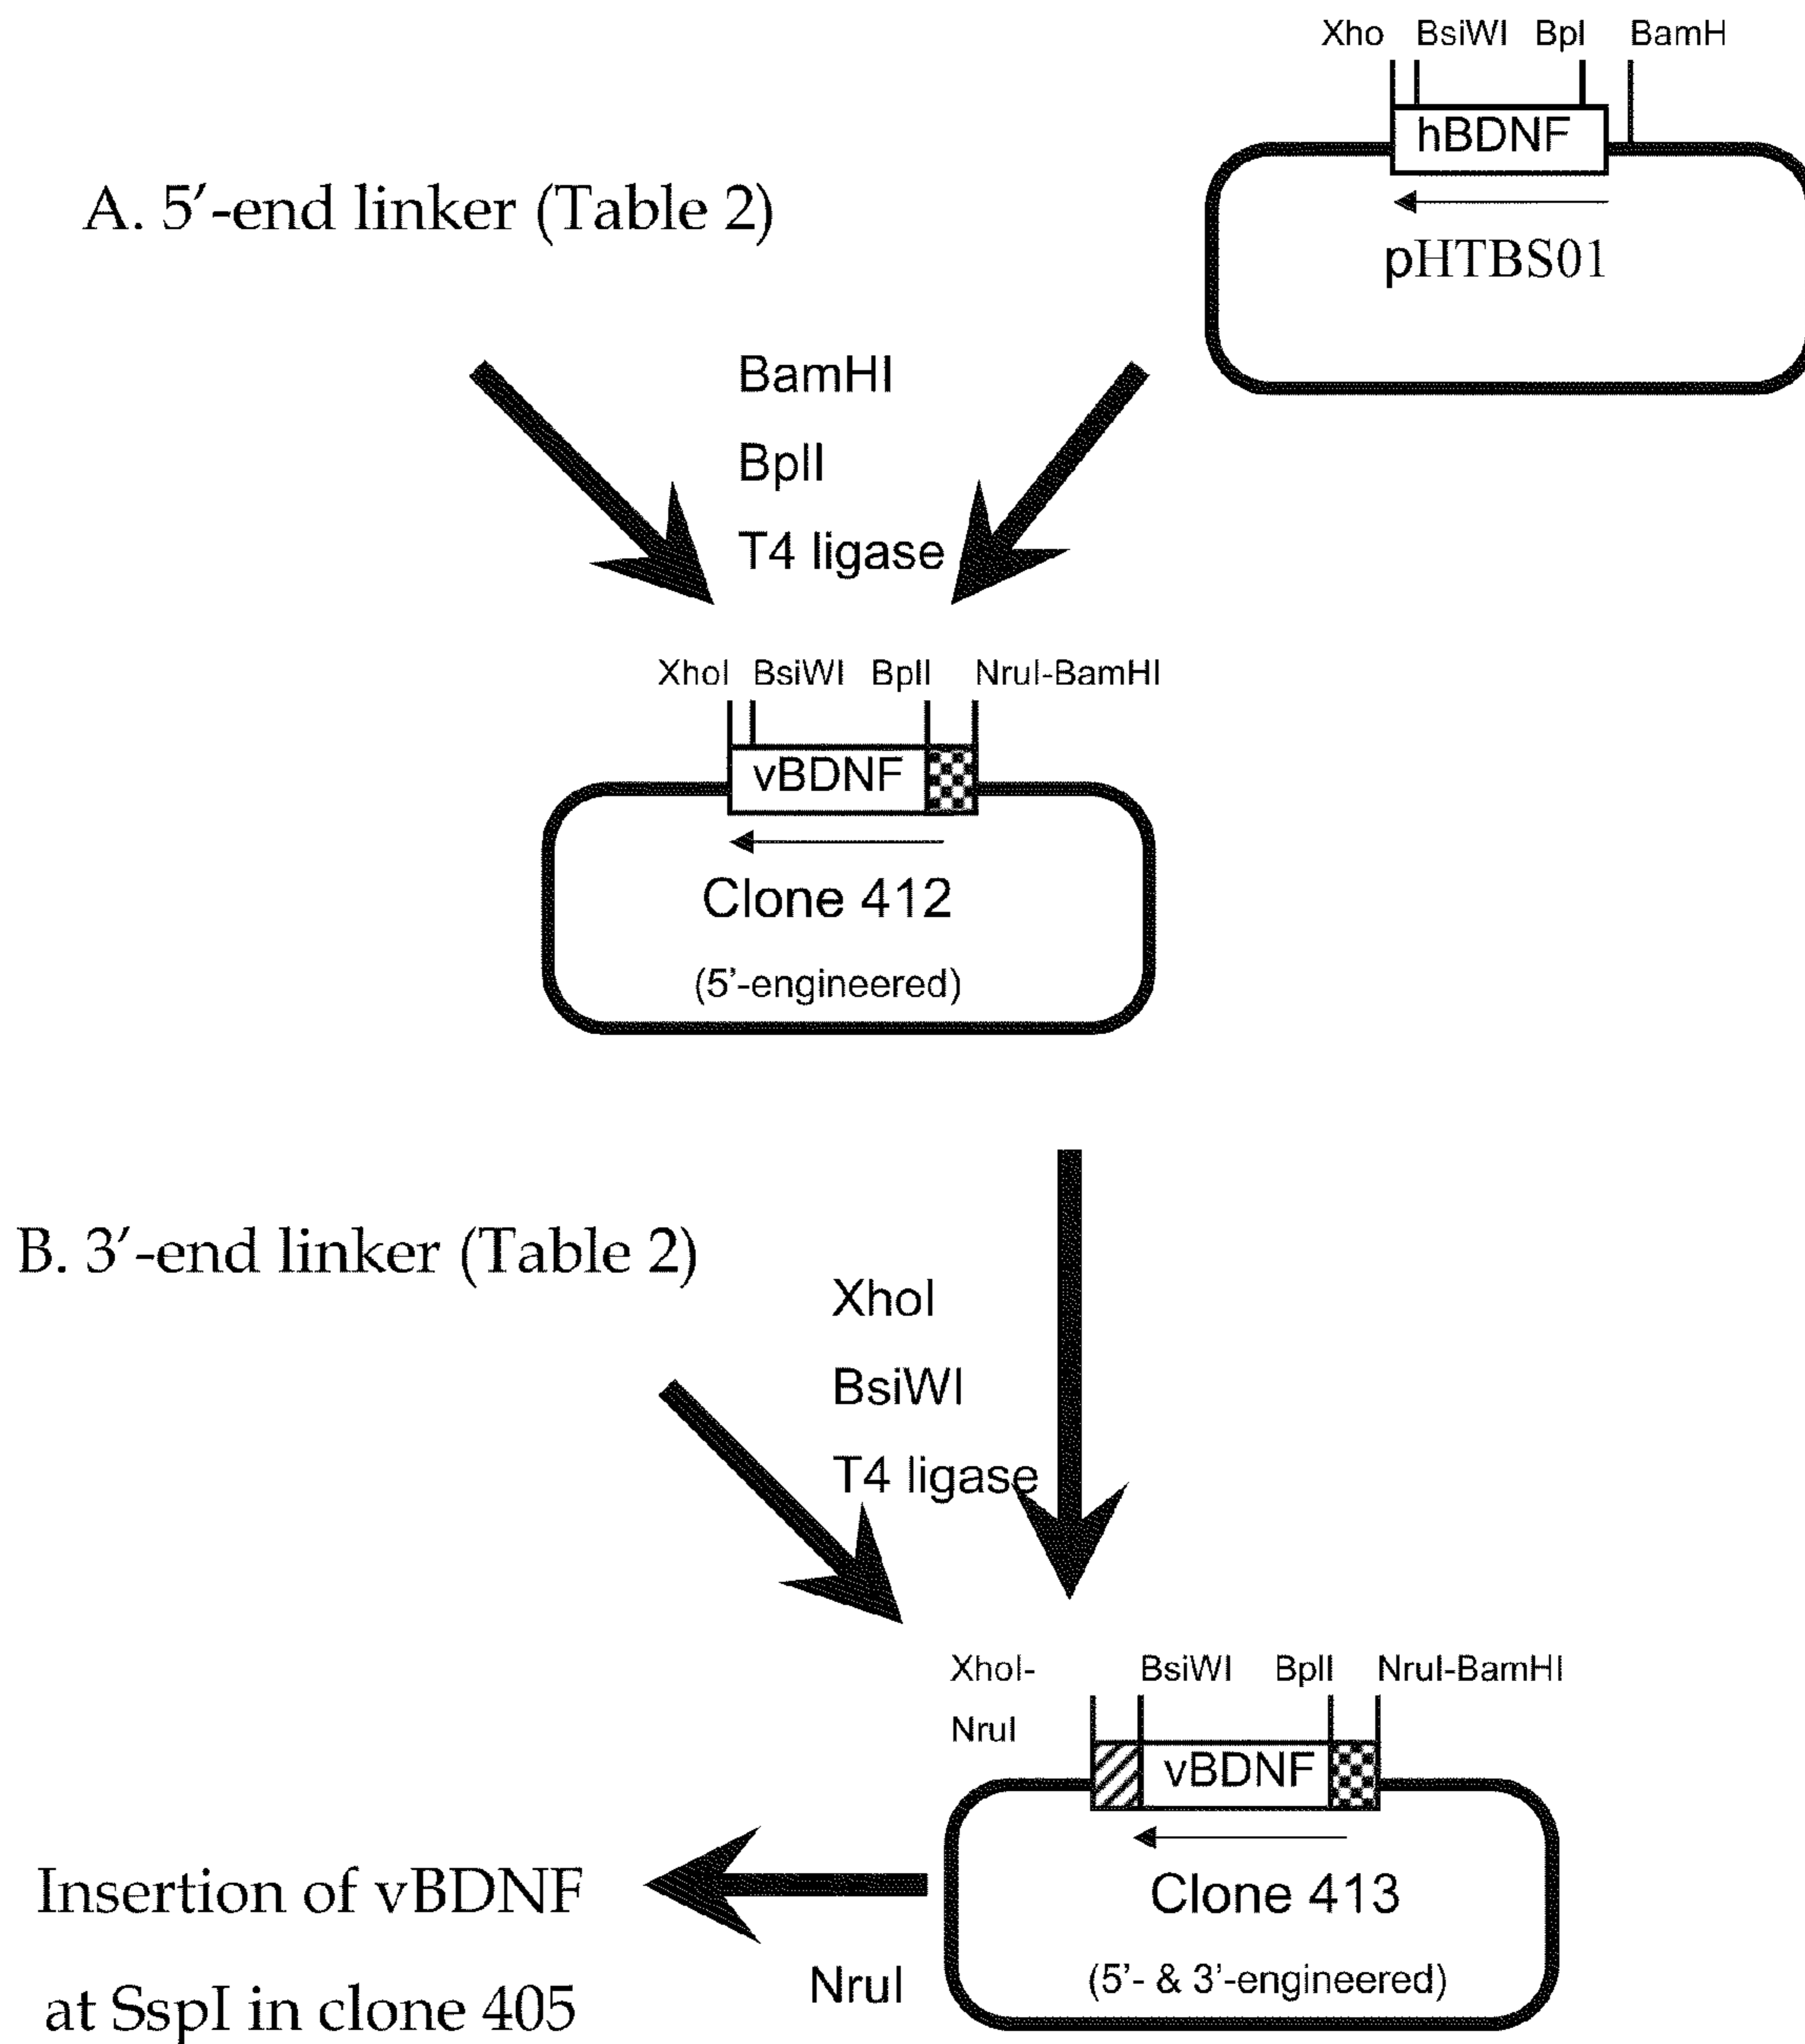 Xho BsiWI Bpl BamH
hBDNF
A. 5′-end linker (Table 2)
pHTBS01
BamHI
BplI
T4 ligase
XhoI BsiWI BplI NruI-BamHI
vBDNF
Clone 412
(5’-engineered)
B. 3′-end linker (Table 2)
XhoI
BsiWI
T4 ligase
XhoI- BsiWI BplI NruI-BamHI
NruI
vBDNF
Insertion of vBDNF
Clone 413
NruI
(5’- & 3’-engineered)
at SspI in clone 405